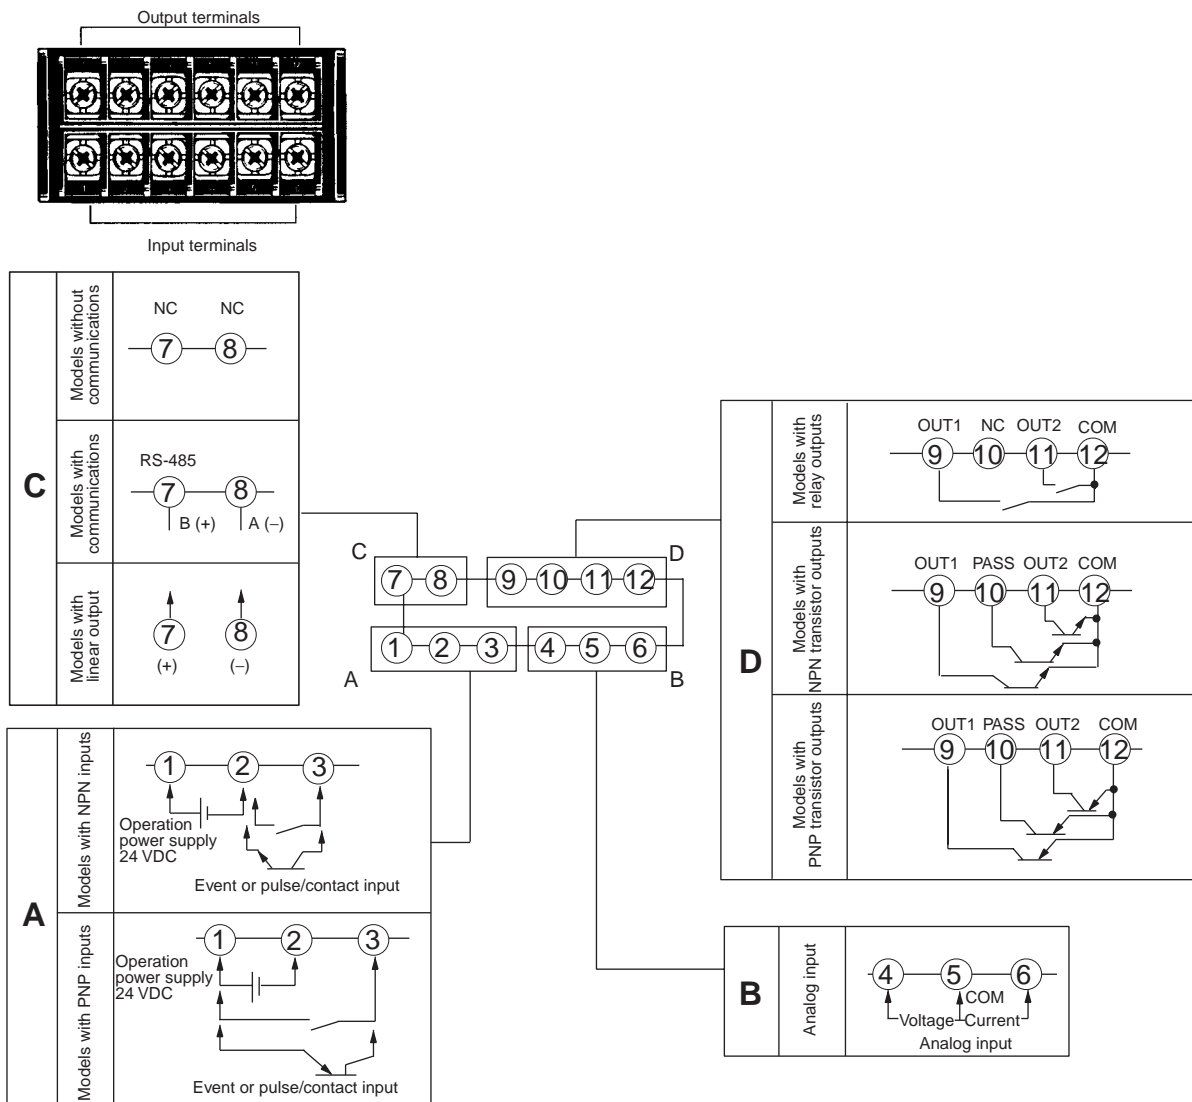 Output terminals
Input terminals
C
Models without
communications
NC NC
7 8
Models with
communications
RS-485
7 8
B (+) A (−)
Models with
linear output
7 8
(+) (−)
C D
7 8 9 10 11 12
1 2 3 4 5 6
A B
D
Models with
relay outputs
OUT1 NC OUT2 COM
9 10 11 12
Models with
NPN transistor outputs
OUT1 PASS OUT2 COM
9 10 11 12
Models with
PNP transistor outputs
OUT1 PASS OUT2 COM
9 10 11 12
A
Models with NPN inputs
1 2 3
Operation
power supply
24 VDC
Event or pulse/contact input
Models with PNP inputs
1 2 3
Operation
power supply
24 VDC
Event or pulse/contact input
B
Analog input
4 5 6
COM
Voltage Current
Analog input